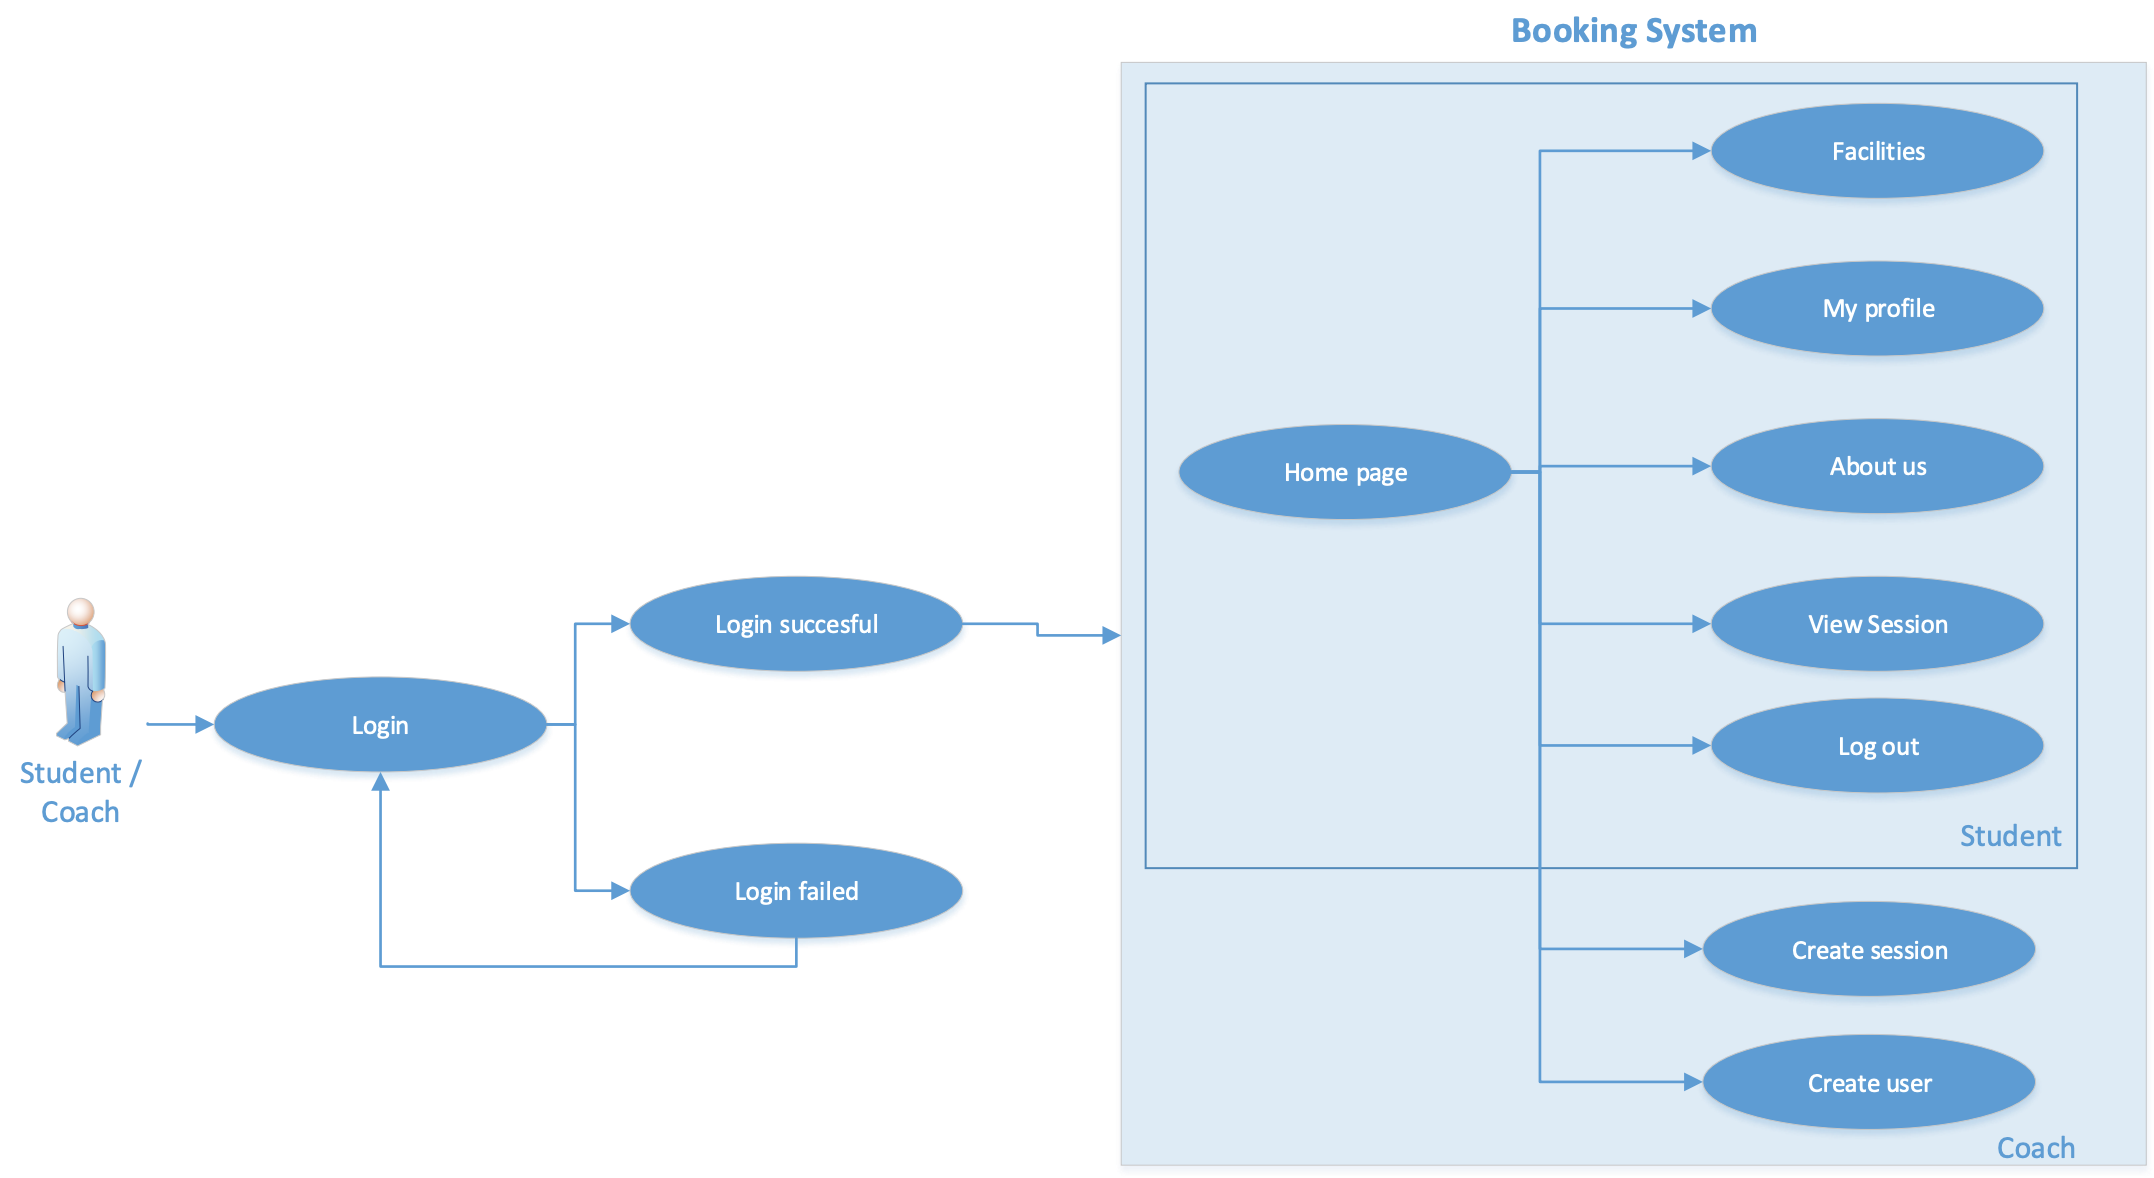 Booking System
Facilities
My profile
About us
Home page
View Session
Log out
Student
Create session
Create user
Coach
Login succesful
Login
Login failed
Student /
Coach